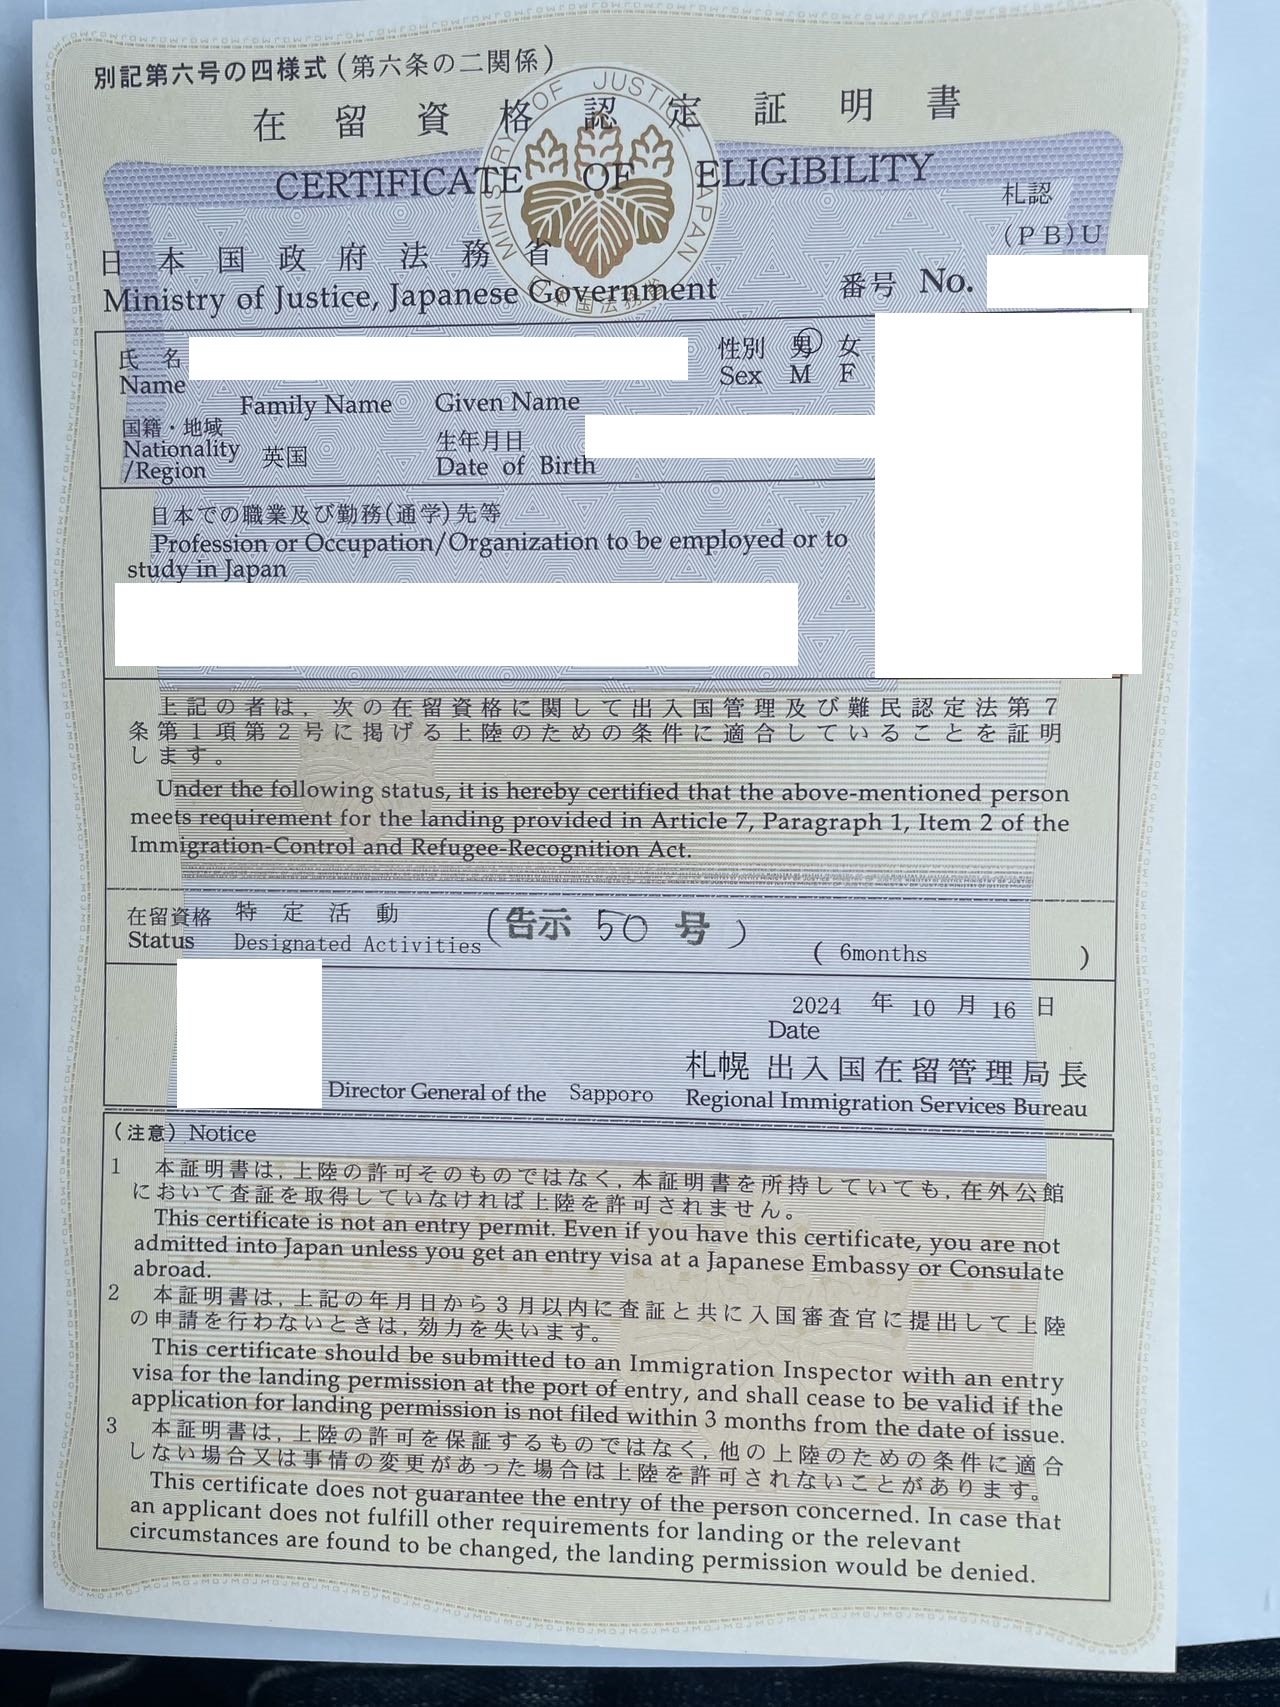 別記第六号の四様式(第六条の二関係)
在留資格認定証明書
CERTIFICATE OF ELIGIBILITY
MINISTRY OF JUSTICE JAPAN
札認
(PB)U
日本国政府法務省
Ministry of Justice, Japanese Government
番号 No.
氏名
Name
Family Name Given Name
性別 男 女
Sex M F
国籍・地域
Nationality
/Region
英国
生年月日
Date of Birth
日本での職業及び勤務(通学)先等
Profession or Occupation/Organization to be employed or to
study in Japan
上記の者は,次の在留資格に関して出入国管理及び難民認定法第7
条第1項第2号に掲げる上陸のための条件に適合していることを証明
します。
Under the following status, it is hereby certified that the above-mentioned person
meets requirement for the landing provided in Article 7, Paragraph 1, Item 2 of the
Immigration-Control and Refugee-Recognition Act.
在留資格 特定活動
Status Designated Activities
(告示 50 号)
( 6months )
2024 年 10 月 16 日
Date
札幌 出入国在留管理局長
Director General of the Sapporo Regional Immigration Services Bureau
(注意) Notice
1 本証明書は,上陸の許可そのものではなく,本証明書を所持していても,在外公館
において査証を取得していなければ上陸を許可されません。
This certificate is not an entry permit. Even if you have this certificate, you are not
admitted into Japan unless you get an entry visa at a Japanese Embassy or Consulate
abroad.
2 本証明書は,上記の年月日から3月以内に査証と共に入国審査官に提出して上陸
の申請を行わないときは,効力を失います。
This certificate should be submitted to an Immigration Inspector with an entry
visa for the landing permission at the port of entry, and shall cease to be valid if the
application for landing permission is not filed within 3 months from the date of issue.
3 本証明書は,上陸の許可を保証するものではなく,他の上陸のための条件に適合
しない場合又は事情の変更があった場合は上陸を許可されないことがあります。
This certificate does not guarantee the entry of the person concerned. In case that
an applicant does not fulfill other requirements for landing or the relevant
circumstances are found to be changed, the landing permission would be denied.